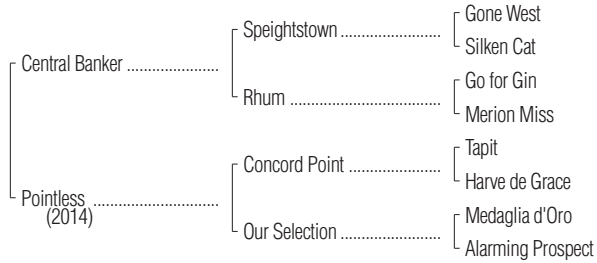 Gone West
Speightstown ........................
Silken Cat
Central Banker ......................
Go for Gin
Rhum ....................................
Merion Miss
Tapit
Concord Point ......................
Harve de Grace
Pointless ..............................
(2014)
Medaglia d'Oro
Our Selection ........................
Alarming Prospect